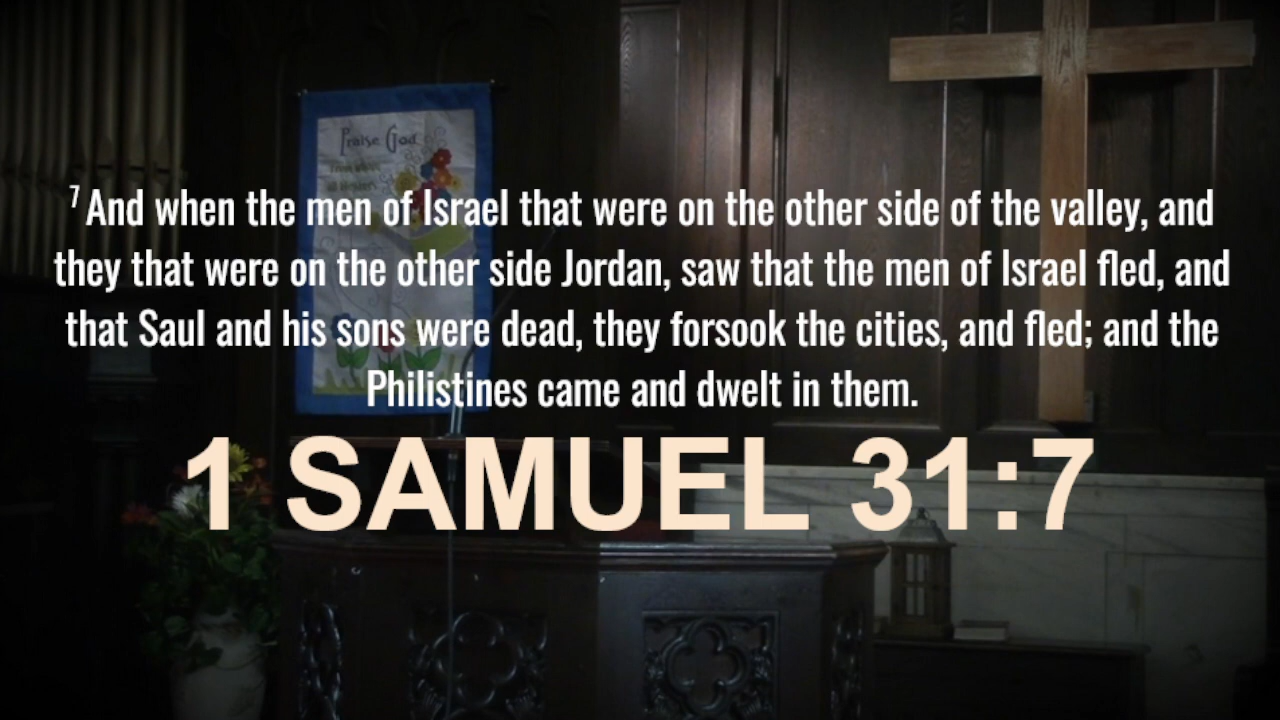 Praise God
⁷ And when the men of Israel that were on the other side of the valley, and
they that were on the other side Jordan, saw that the men of Israel fled, and
that Saul and his sons were dead, they forsook the cities, and fled; and the
Philistines came and dwelt in them.
1 SAMUEL 31:7